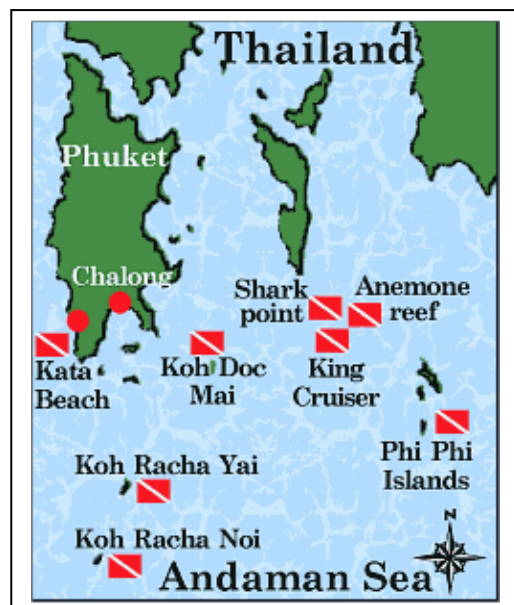 Thailand
Phuket
Chalong
Shark
point
Anemone
reef
Kata
Beach
Koh Doc
Mai
King
Cruiser
Phi Phi
Islands
Koh Racha Yai
Koh Racha Noi
N
Andaman Sea